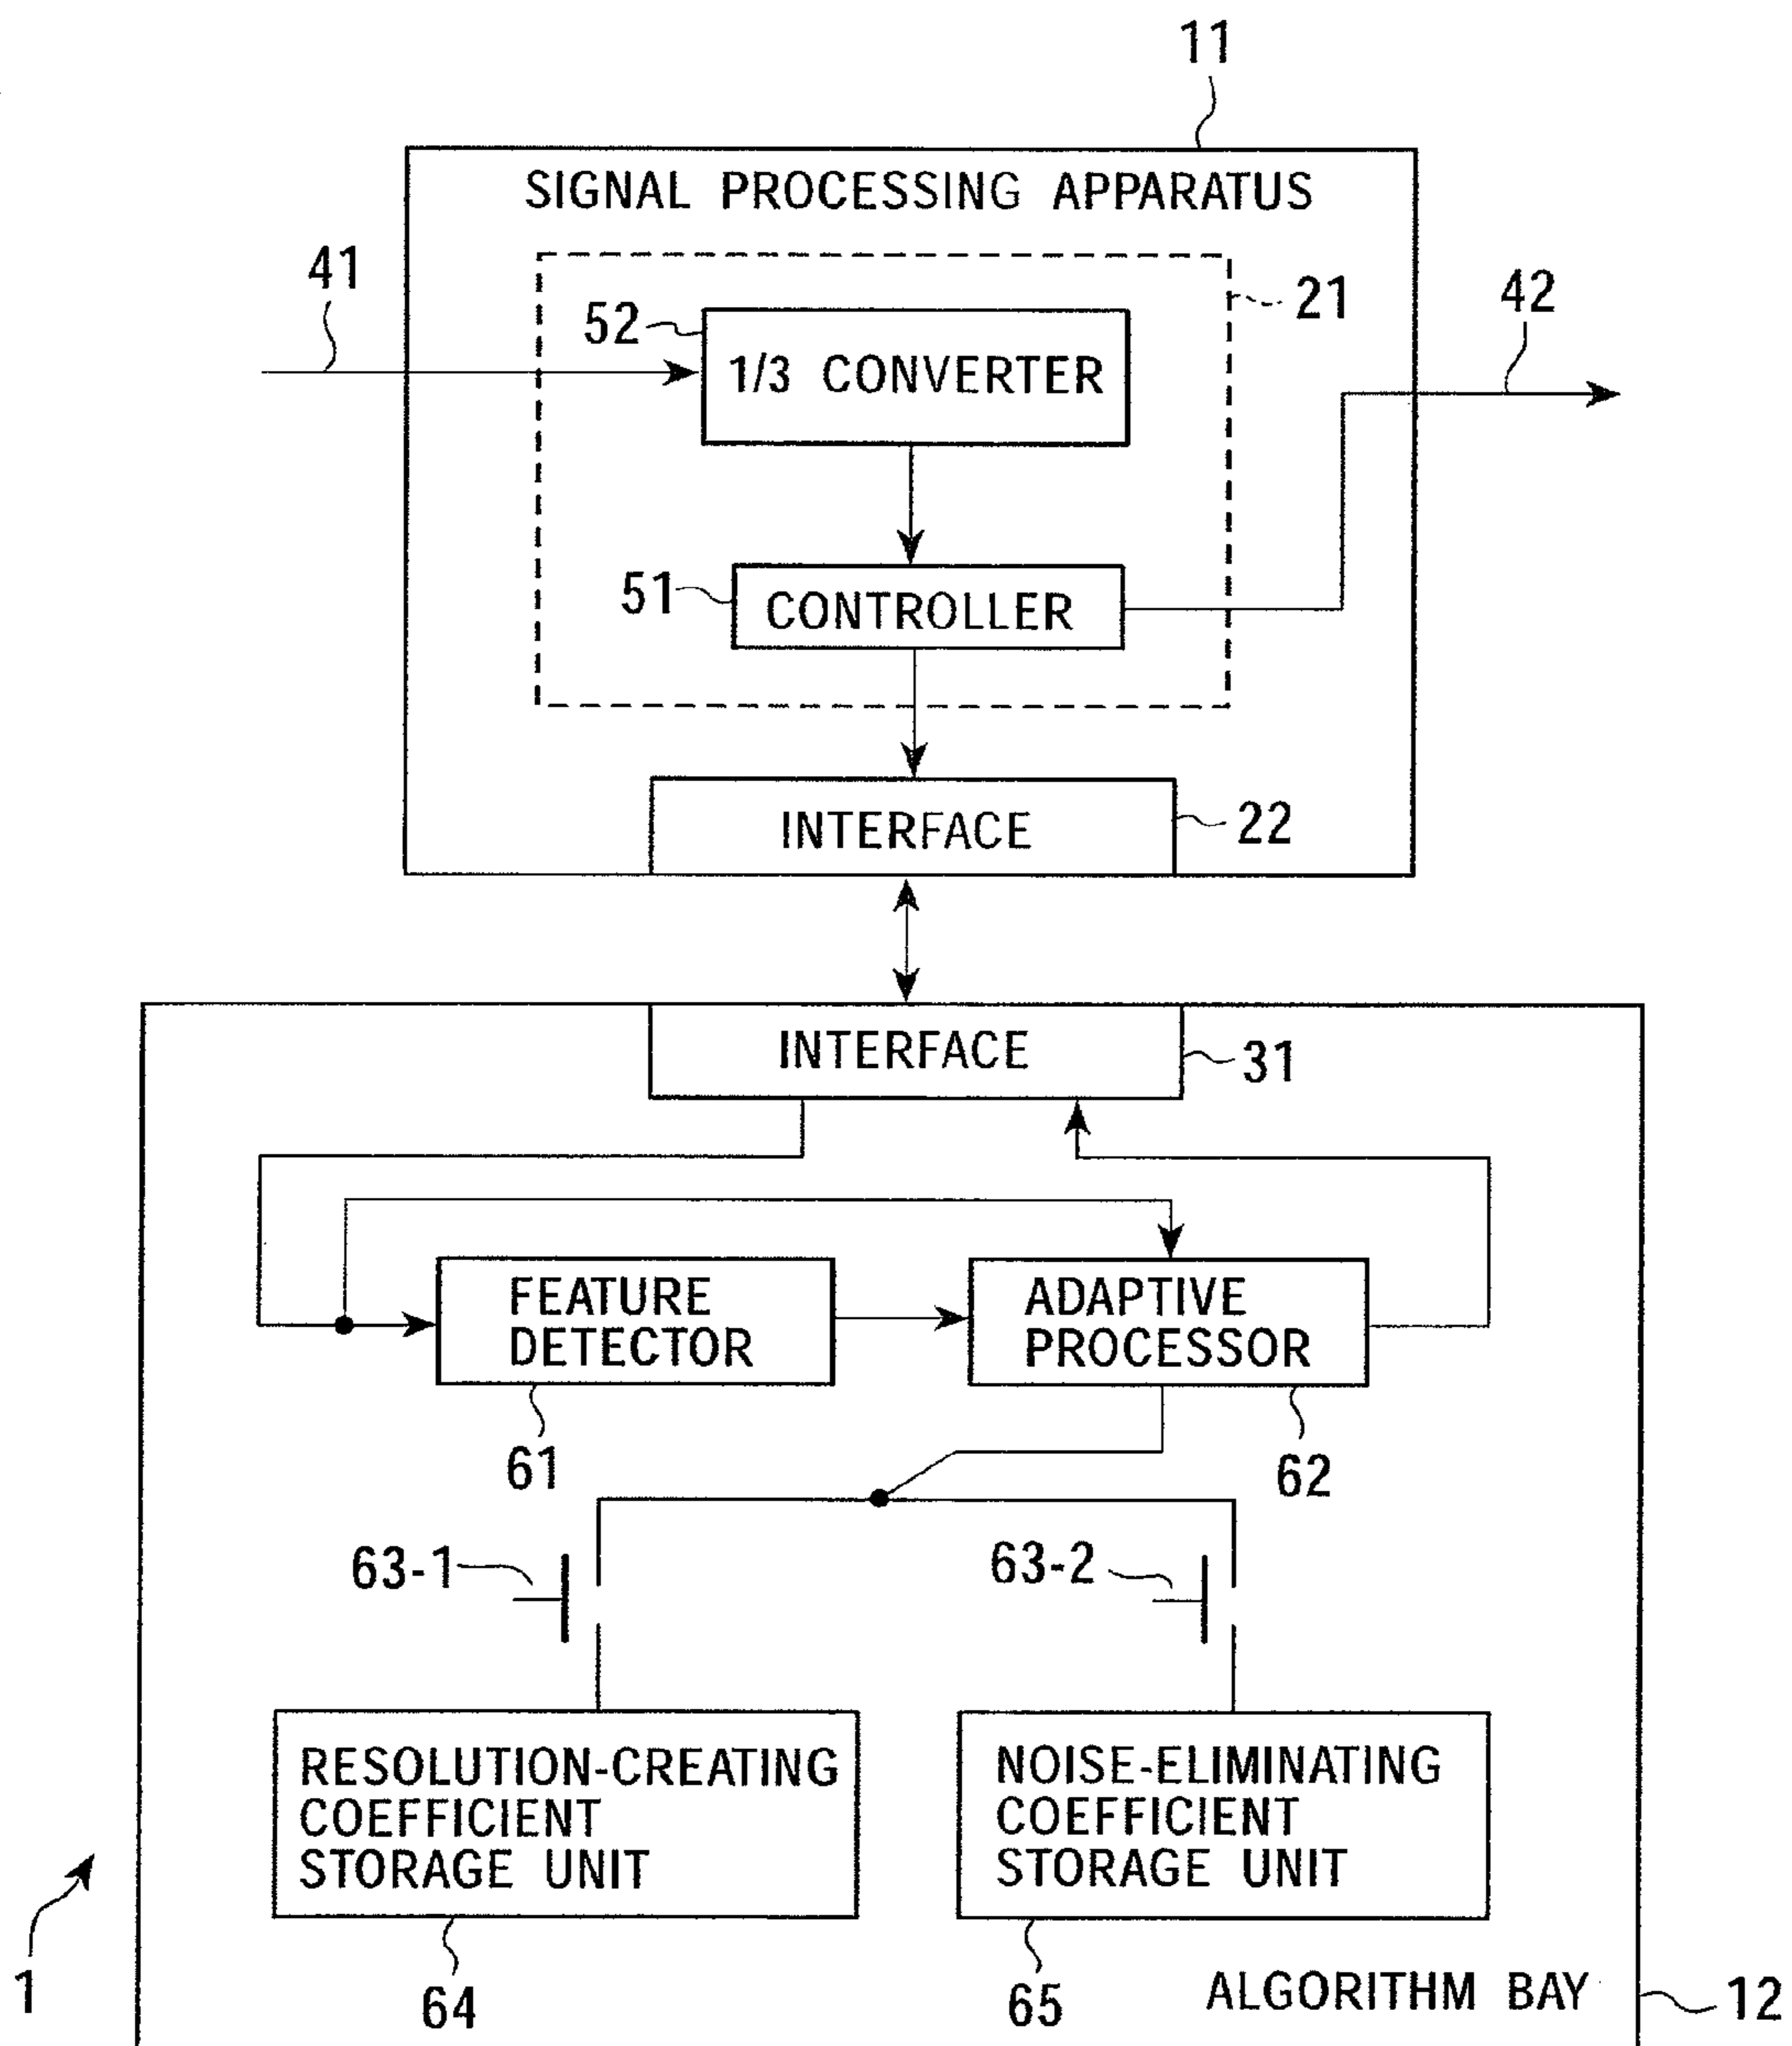 11
SIGNAL PROCESSING APPARATUS
41
21
42
52
1/3 CONVERTER
51
CONTROLLER
INTERFACE
22
INTERFACE
31
FEATURE
DETECTOR
ADAPTIVE
PROCESSOR
61
62
63-1
63-2
RESOLUTION-CREATING
COEFFICIENT
STORAGE UNIT
NOISE-ELIMINATING
COEFFICIENT
STORAGE UNIT
1
64
65
ALGORITHM BAY
12